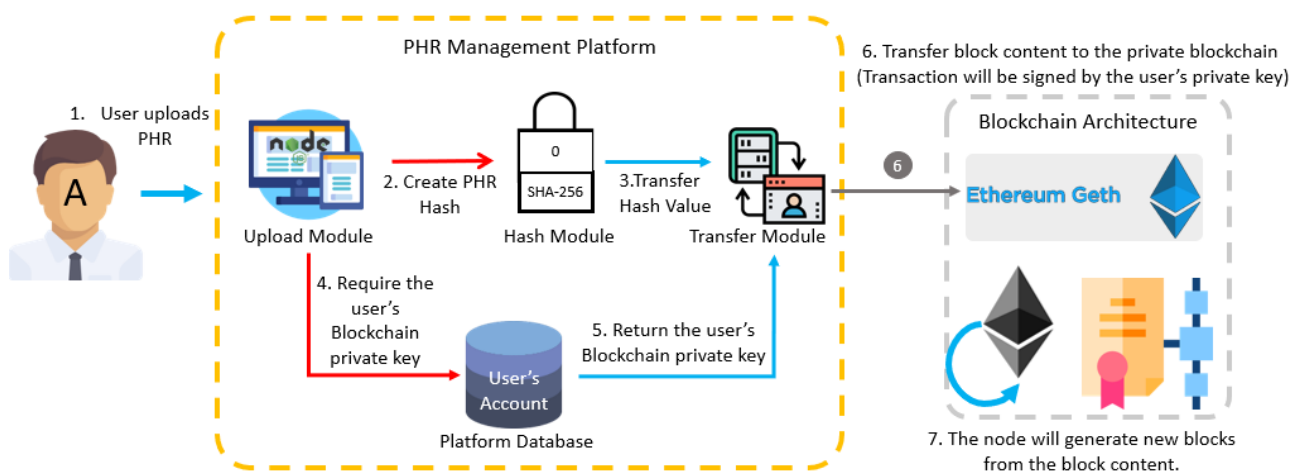 PHR Management Platform
1. User uploads
PHR
A
node
Upload Module
2. Create PHR
Hash
0
SHA-256
Hash Module
3.Transfer
Hash Value
Transfer Module
4. Require the
user's
Blockchain
private key
User's
Account
Platform Database
5. Return the user's
Blockchain private key
6. Transfer block content to the private blockchain
(Transaction will be signed by the user's private key)
6
Blockchain Architecture
Ethereum Geth
7. The node will generate new blocks
from the block content.